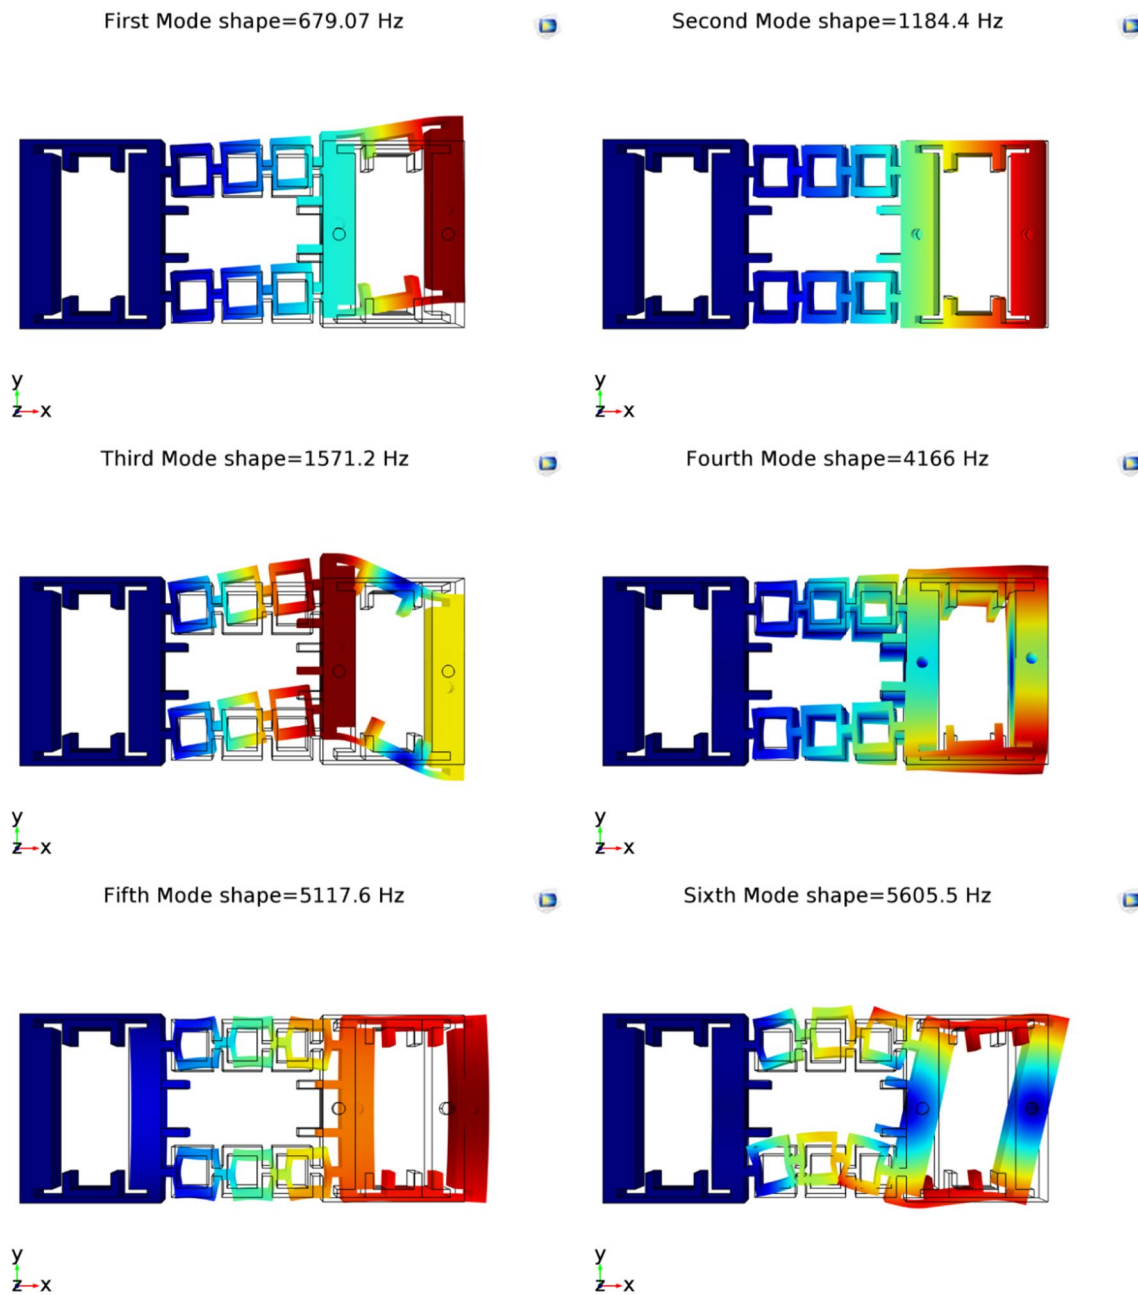 First Mode shape=679.07 Hz
Second Mode shape=1184.4 Hz
y
z x
y
z x
Third Mode shape=1571.2 Hz
Fourth Mode shape=4166 Hz
y
z x
y
z x
Fifth Mode shape=5117.6 Hz
Sixth Mode shape=5605.5 Hz
y
z x
y
z x